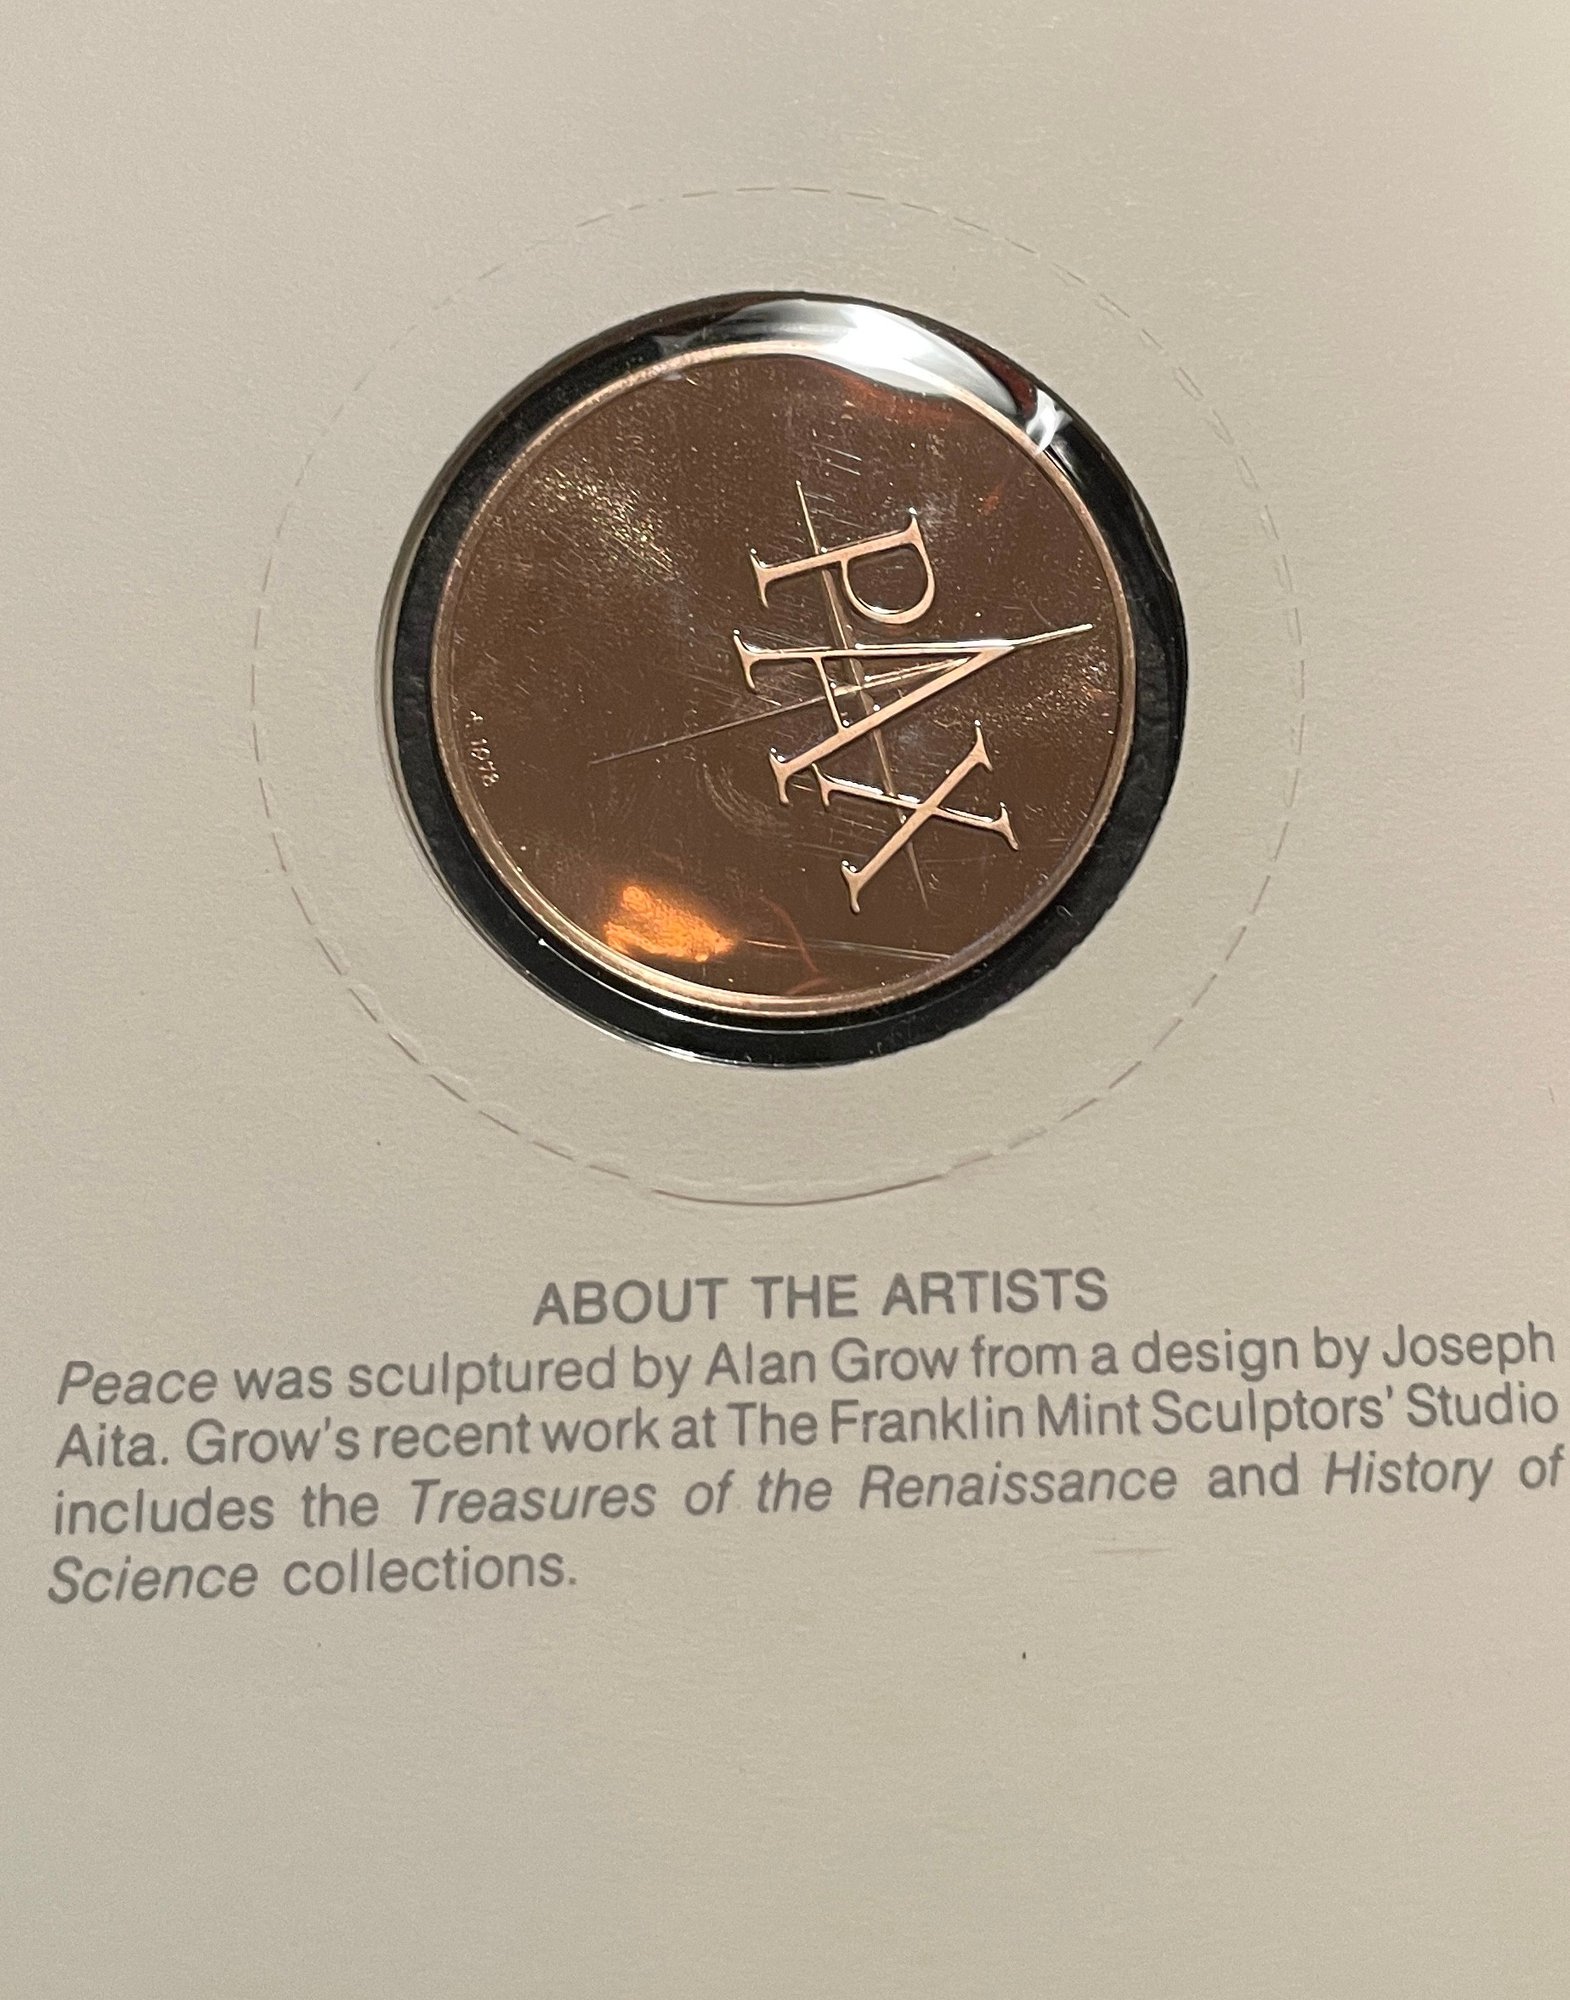 PAX
1978
ABOUT THE ARTISTS
Peace was sculptured by Alan Grow from a design by Joseph
Aita. Grow's recent work at The Franklin Mint Sculptors' Studio
includes the Treasures of the Renaissance and History of
Science collections.